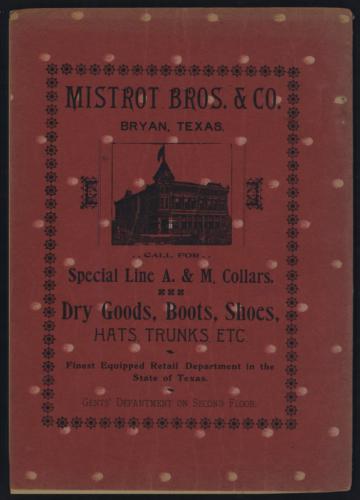 MISTROT BROS. & CO.
BRYAN, TEXAS.
..CALL FOR..
Special Line A. & M. Collars.
Dry Goods, Boots, Shoes,
HATS, TRUNKS, ETC
Finest Equipped Retail Department in the
State of Texas.
GENTS' DEPARTMENT ON SECOND FLOOR.